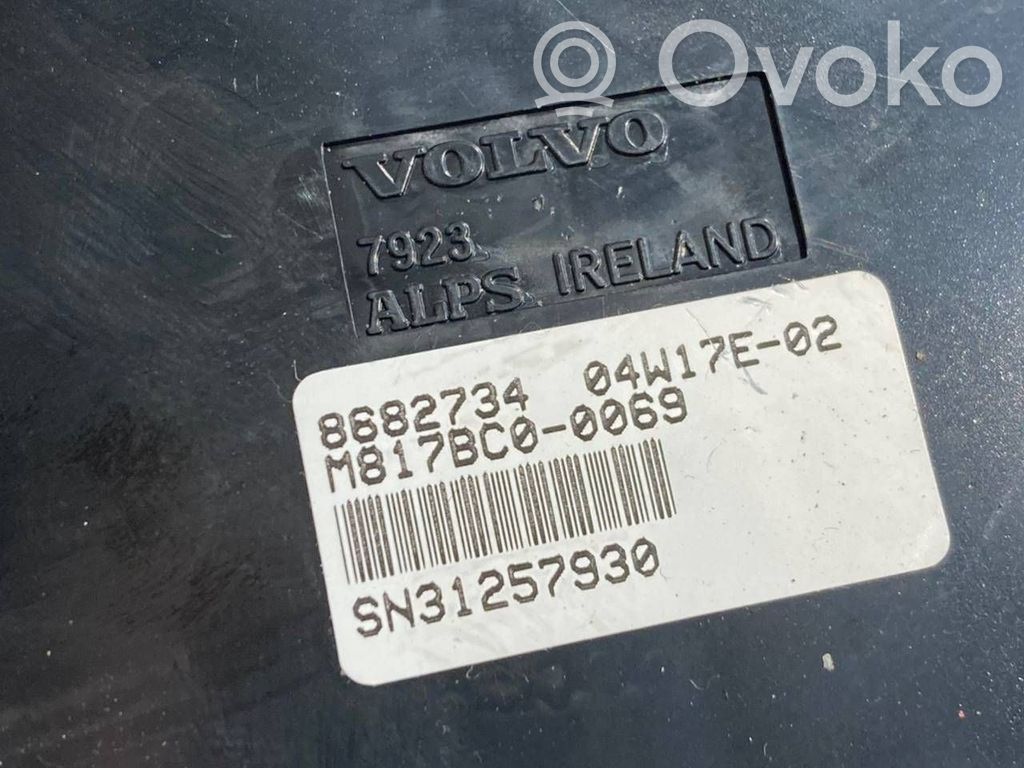 Ovoko
VOLVO
7923.
ALPS. IRELAND
8682734 04W17E-02
M817BC0-0069
SN31257930